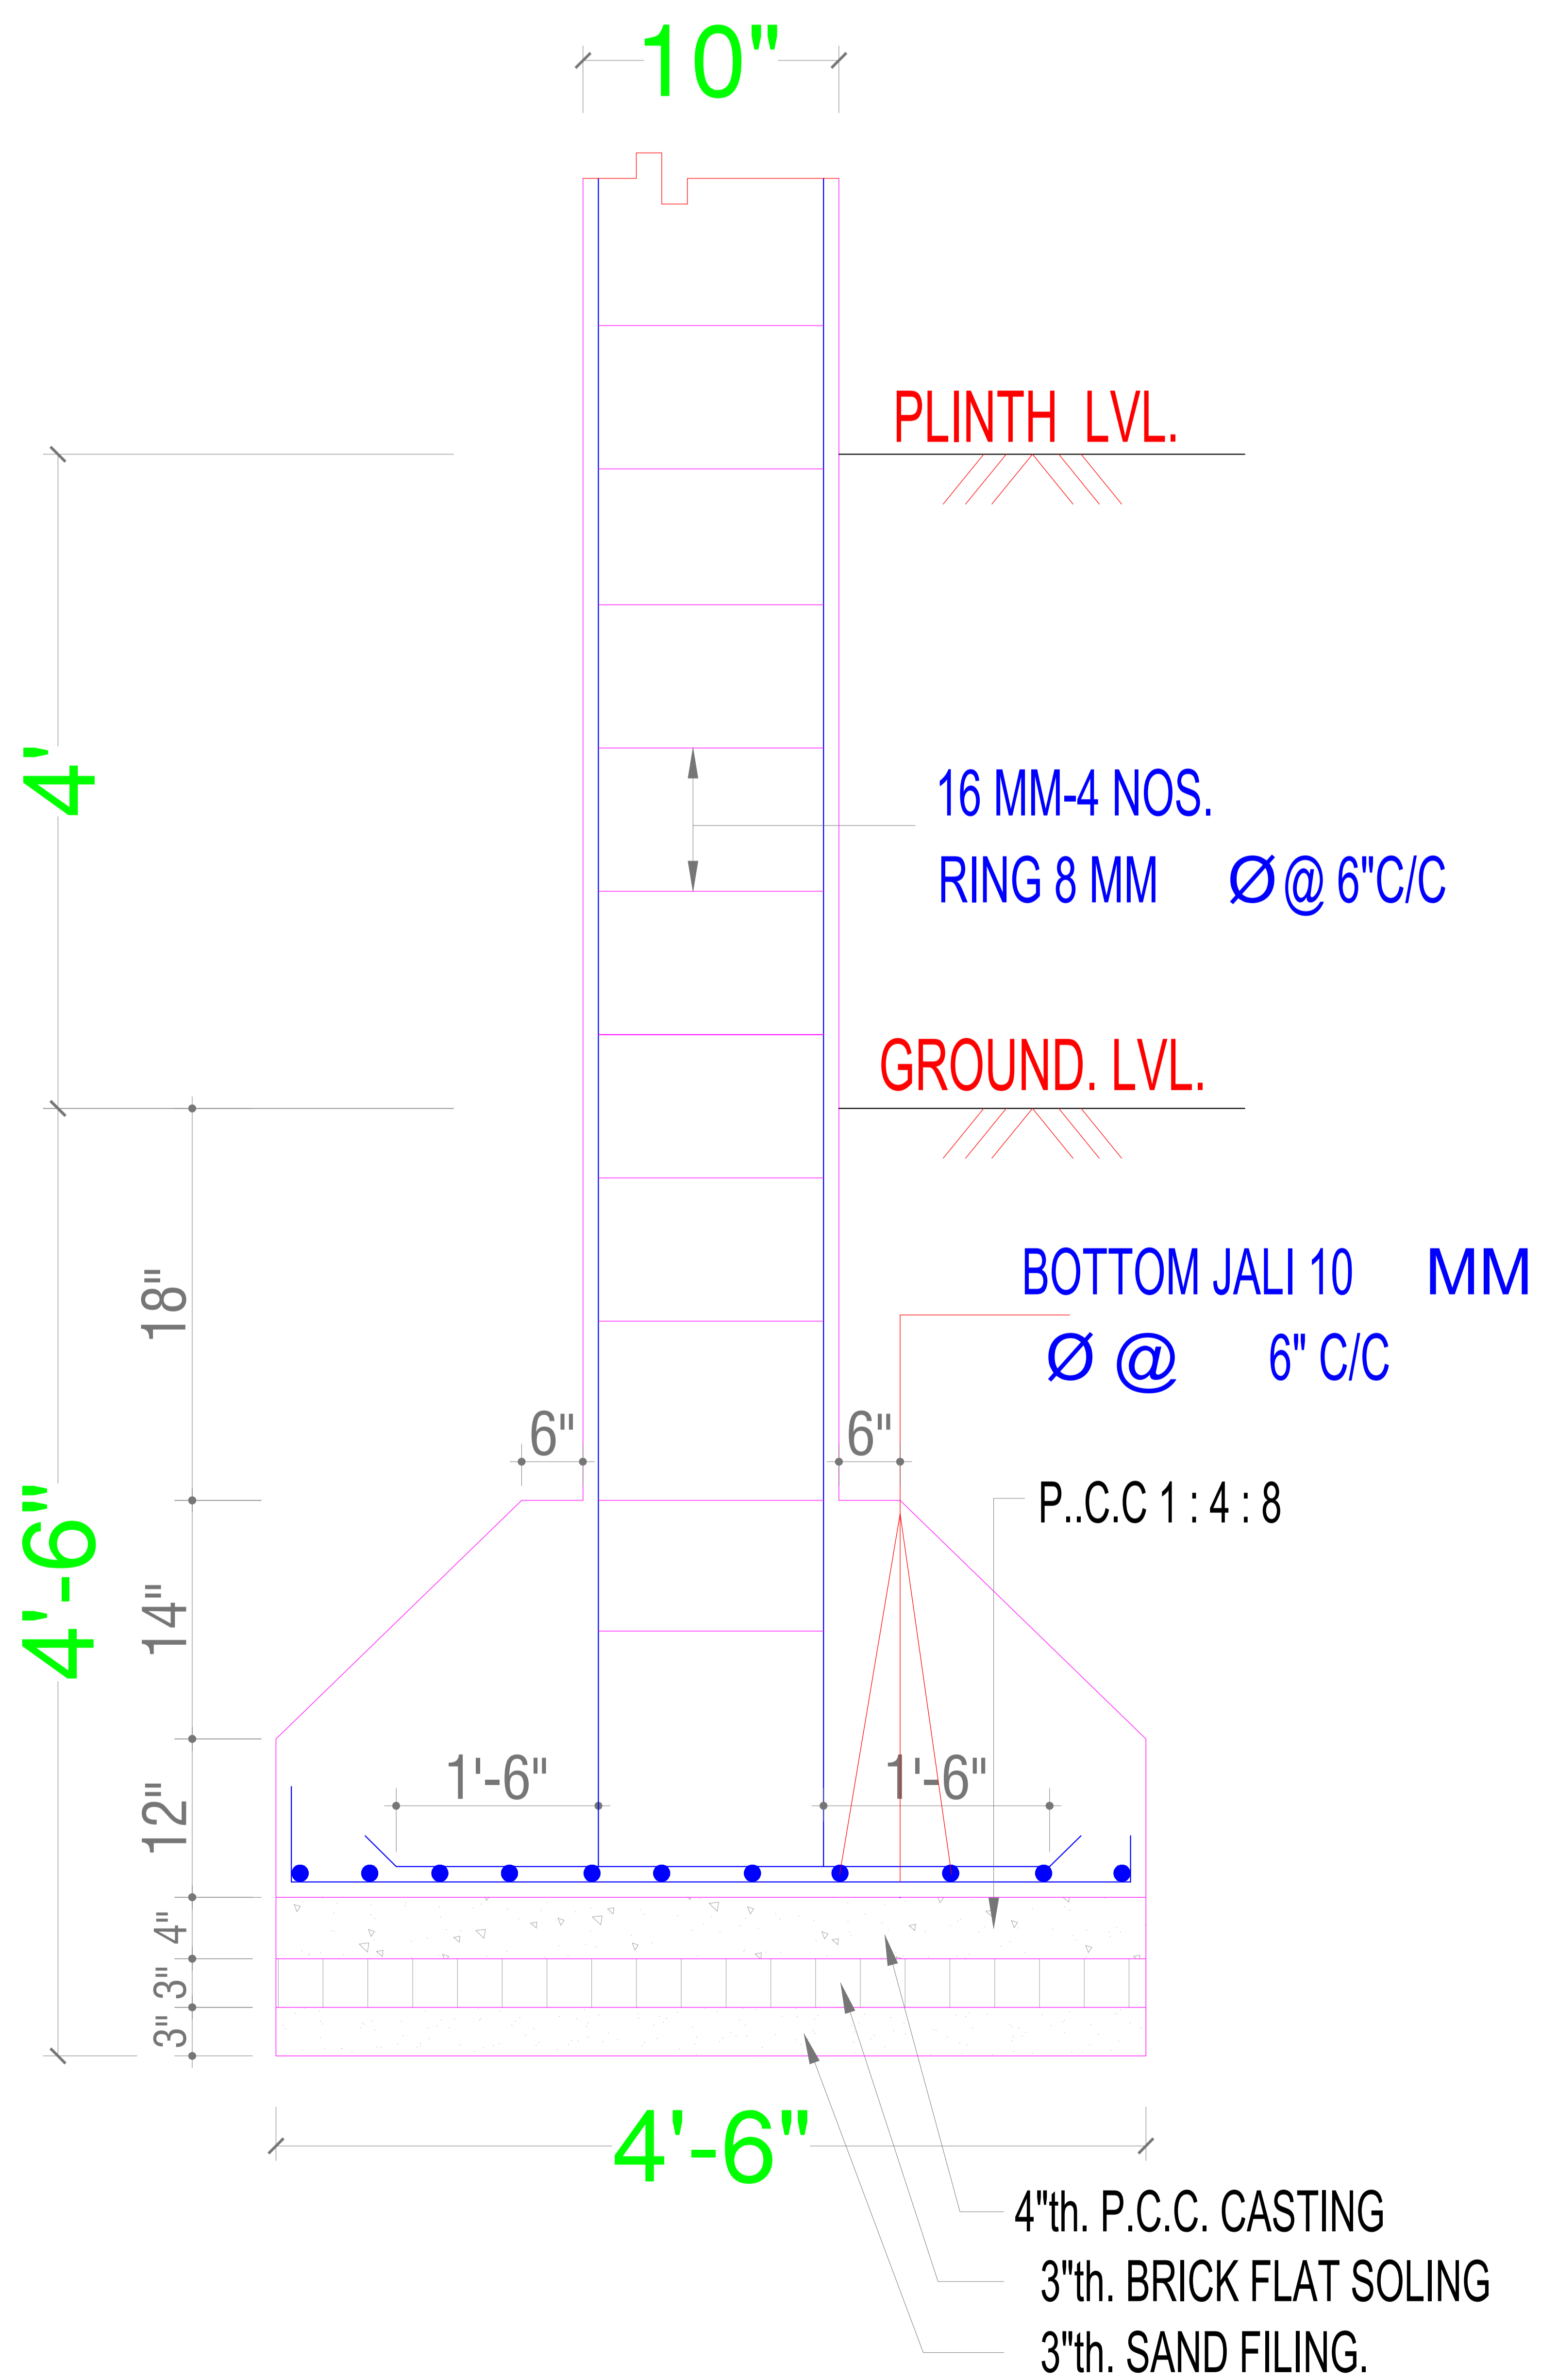 10"
PLINTH LVL.
4'
16 MM-4 NOS.
RING 8 MM Ø@ 6"C/C
GROUND. LVL.
18"
BOTTOM JALI 10 MM
Ø @ 6" C/C
6" 6"
P..C.C 1 : 4 : 8
4'-6"
14"
1'-6" 1'-6"
12"
4"
3"
3"
4'-6"
4"th. P.C.C. CASTING
3"th. BRICK FLAT SOLING
3"th. SAND FILING.